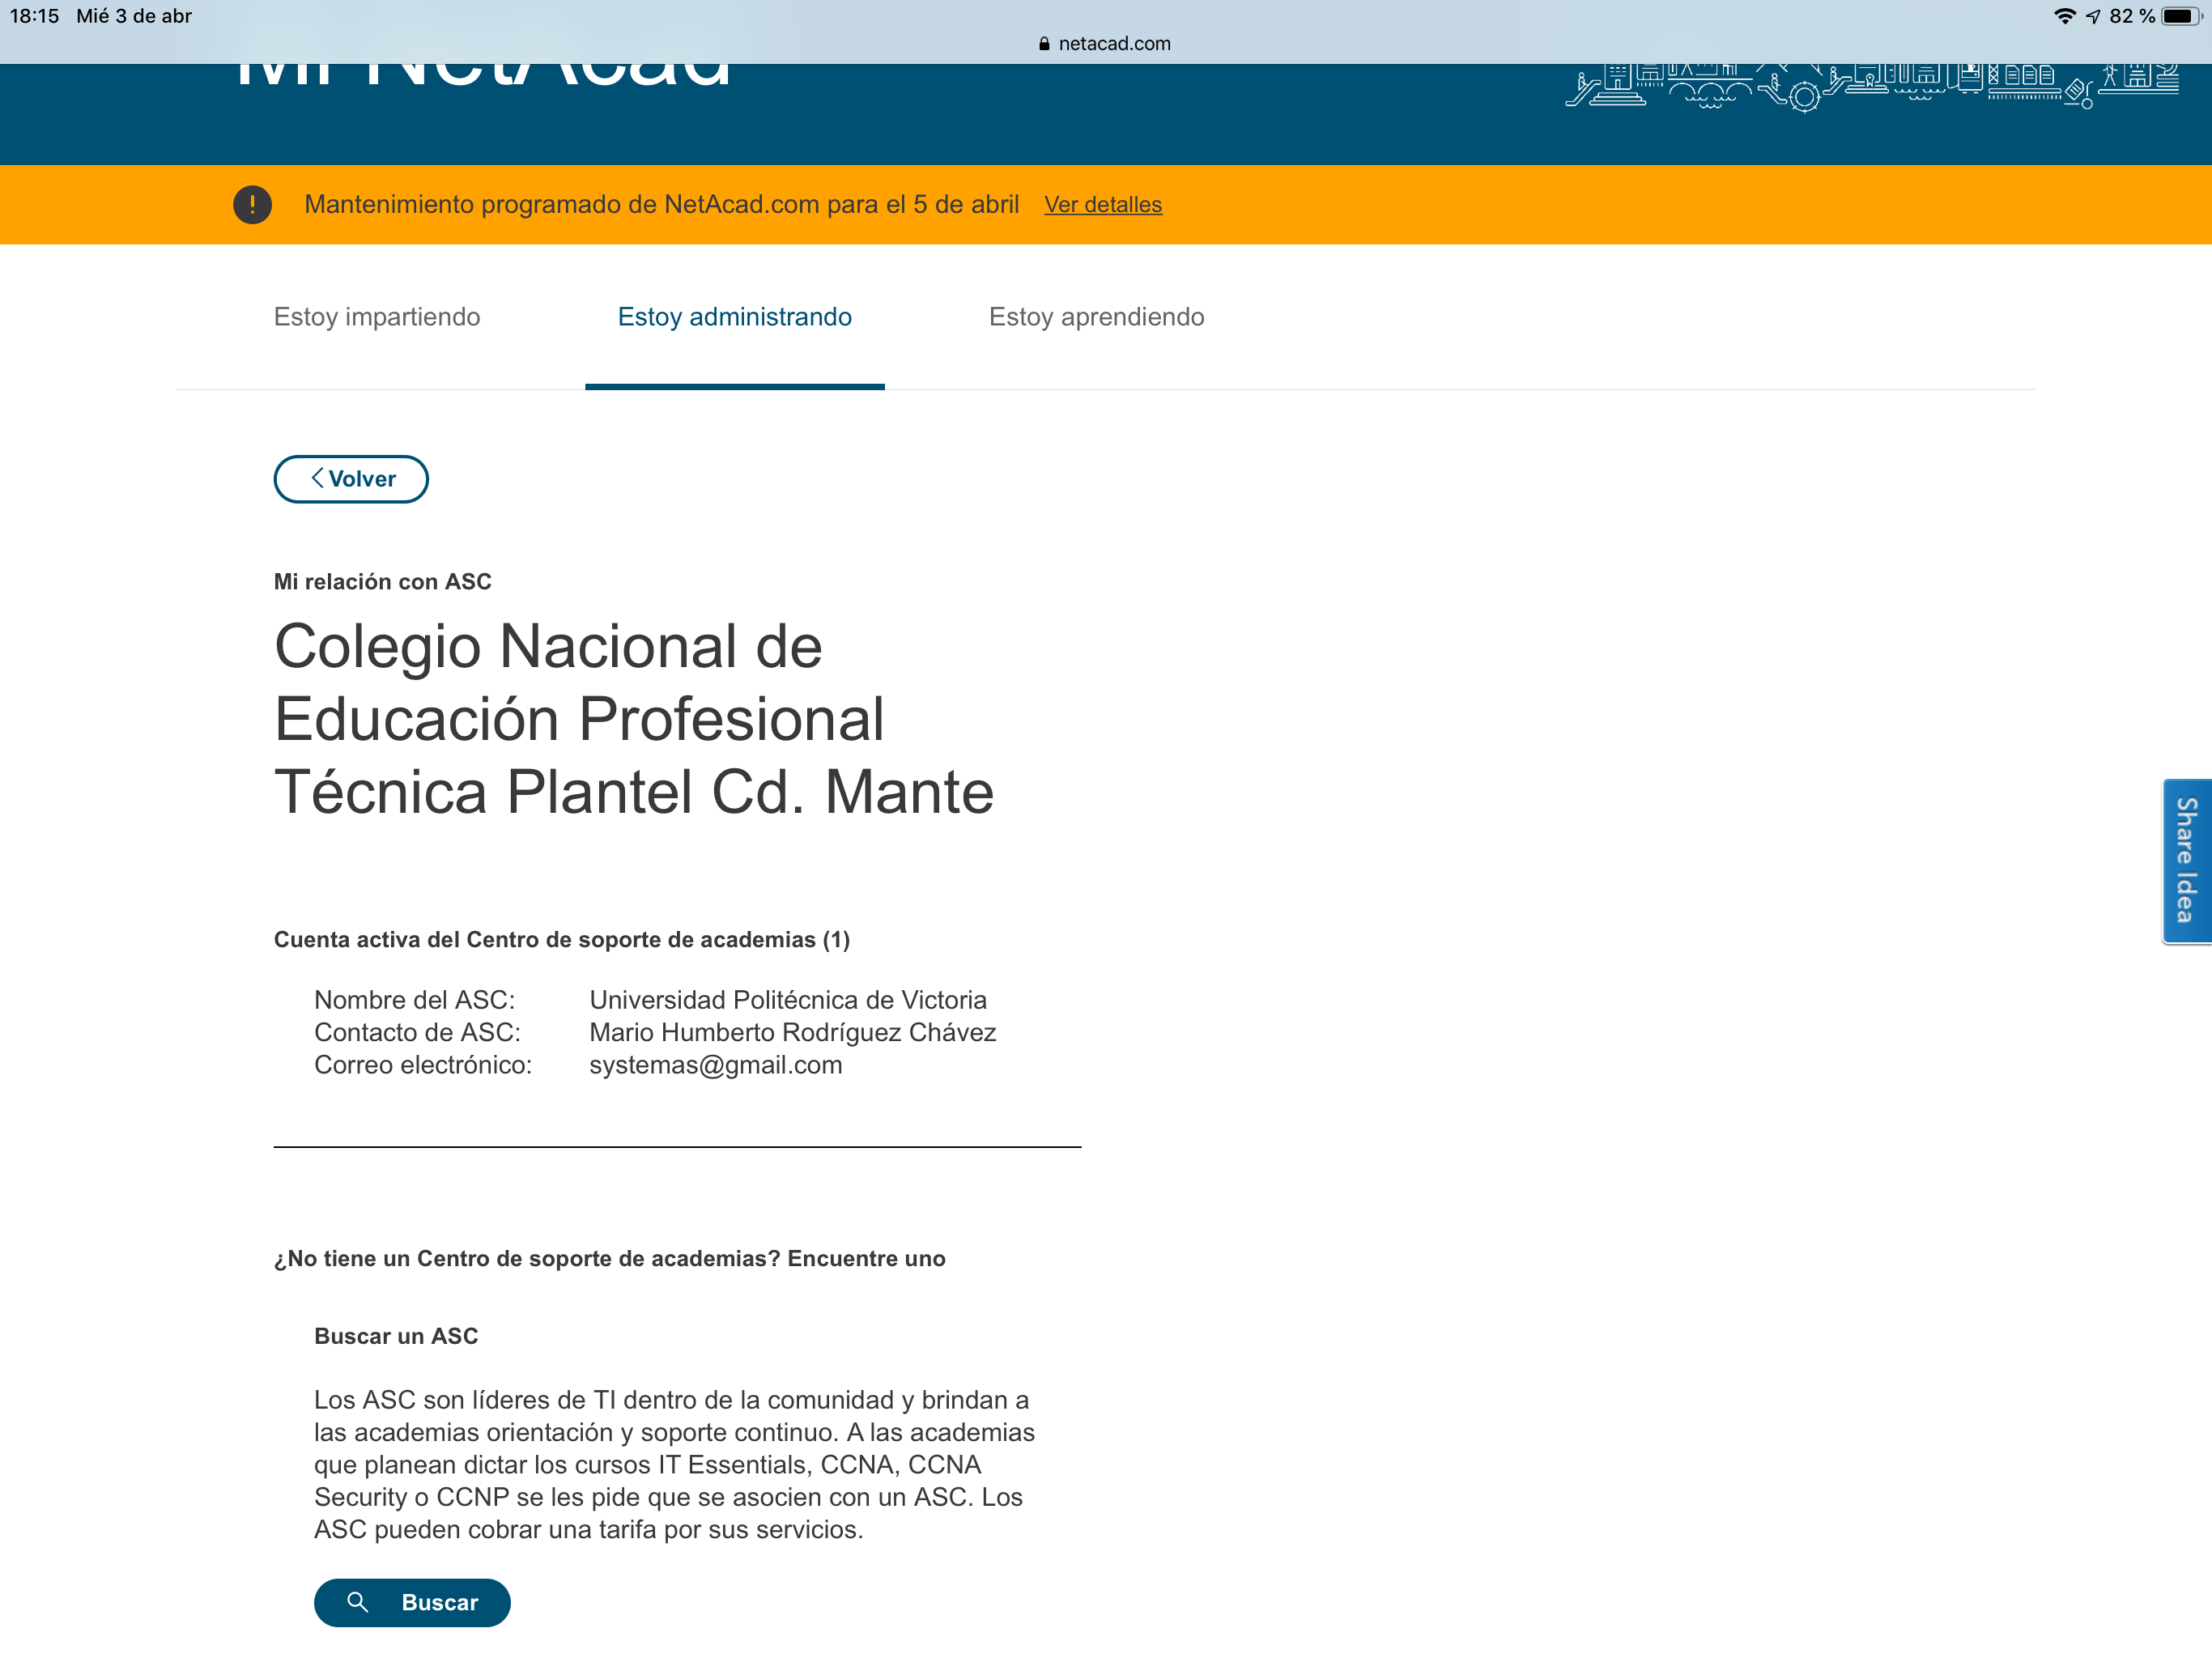 18:15 Mié 3 de abr
82 %
netacad.com
Mi NetAcad
Mantenimiento programado de NetAcad.com para el 5 de abril Ver detalles
Estoy impartiendo Estoy administrando Estoy aprendiendo
Volver
Mi relación con ASC
Colegio Nacional de
Educación Profesional
Técnica Plantel Cd. Mante
Share Idea
Cuenta activa del Centro de soporte de academias (1)
Nombre del ASC: Universidad Politécnica de Victoria
Contacto de ASC: Mario Humberto Rodríguez Chávez
Correo electrónico: systemas@gmail.com
¿No tiene un Centro de soporte de academias? Encuentre uno
Buscar un ASC
Los ASC son líderes de TI dentro de la comunidad y brindan a
las academias orientación y soporte continuo. A las academias
que planean dictar los cursos IT Essentials, CCNA, CCNA
Security o CCNP se les pide que se asocien con un ASC. Los
ASC pueden cobrar una tarifa por sus servicios.
Buscar